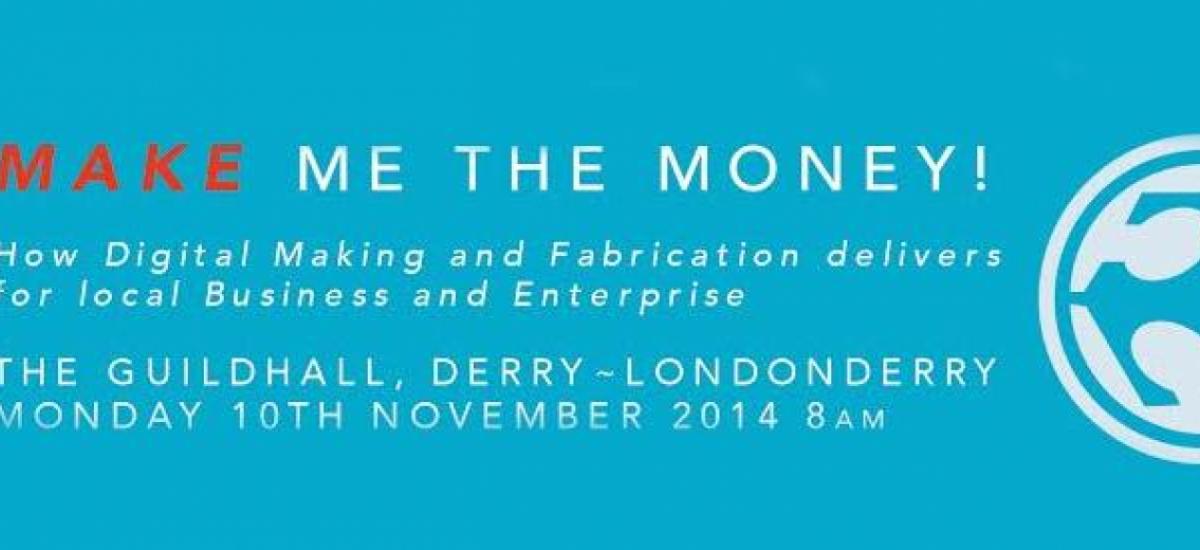 MAKE ME THE MONEY!
How Digital Making and Fabrication delivers
for local Business and Enterprise
THE GUILDHALL, DERRY~LONDONDERRY
MONDAY 10TH NOVEMBER 2014 8AM